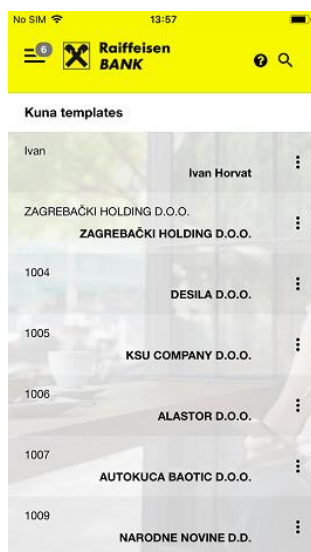 No SIM 13:57
6
Raiffeisen
BANK
?
Kuna templates
Ivan
Ivan Horvat
ZAGREBAČKI HOLDING D.O.O.
ZAGREBAČKI HOLDING D.O.O.
1004
DESILA D.O.O.
1005
KSU COMPANY D.O.O.
1006
ALASTOR D.O.O.
1007
AUTOKUCA BAOTIC D.O.O.
1009
NARODNE NOVINE D.D.